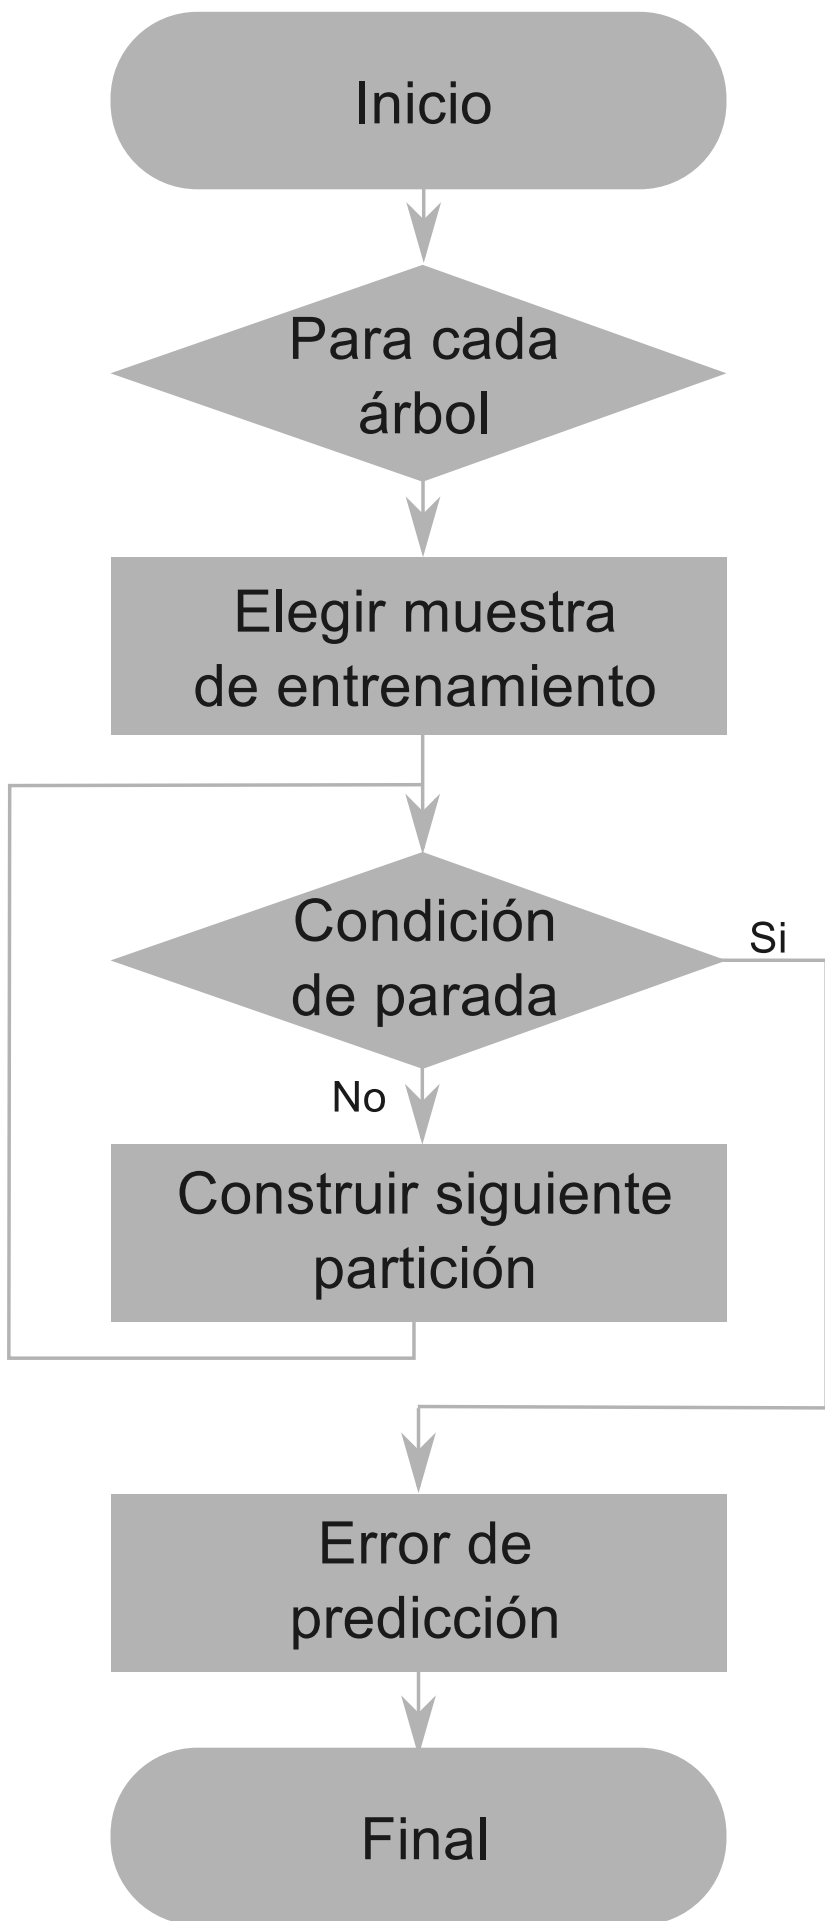 Inicio
Para cada
árbol
Elegir muestra
de entrenamiento
Condición
de parada
Si
No
Construir siguiente
partición
Error de
predicción
Final